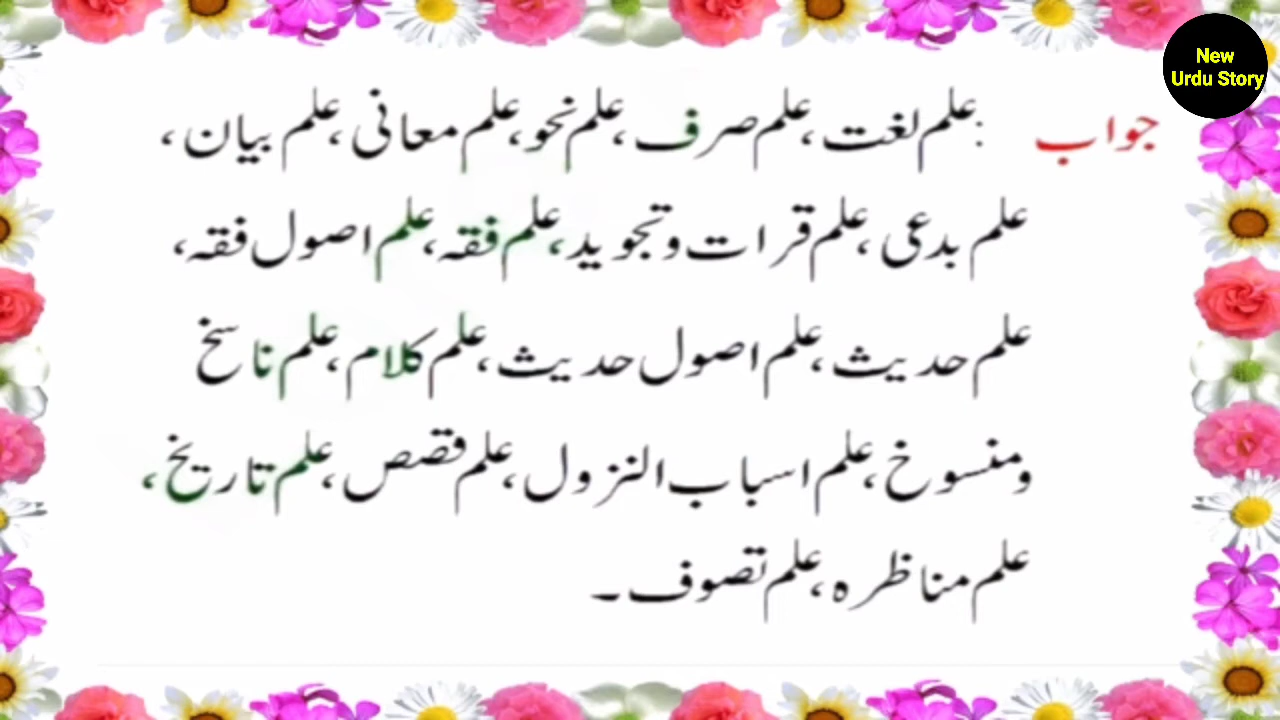 New
Urdu Story
جواب : علم لغت ،علم صرف ،علم نحو،علم معانی ،علم بیان ،
علم بدعی ،علم قرات وتجوید،علم فقہ،علم اصول فقہ،
علم حدیث ،علم اصول حدیث،علم کلام ،علم ناسخ
ومنسوخ ،علم اسباب النزول ،علم قصص ،علم تاریخ،
علم مناظرہ ،علم تصوف ۔